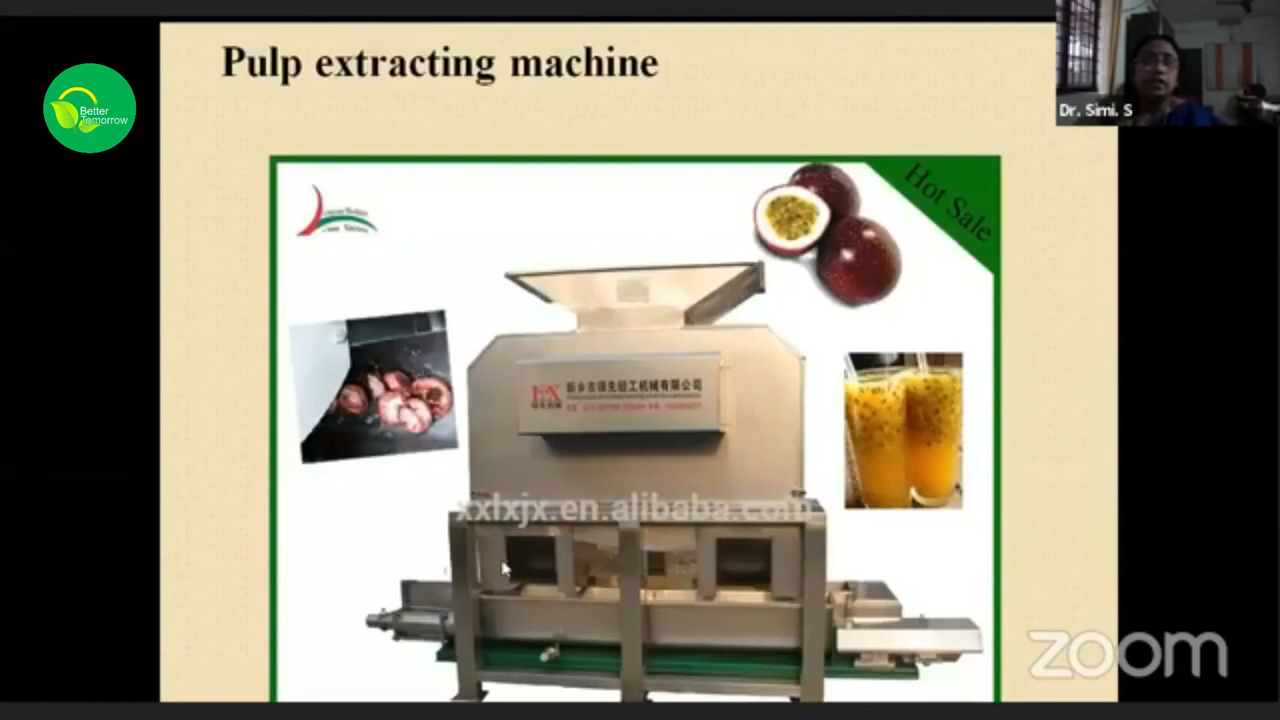 Pulp extracting machine
Better
Tomorrow
Dr. Simi. S
Hot Sale
新乡市领先轻工机械有限公司
xxlxjx.en.alibaba.com
zoom